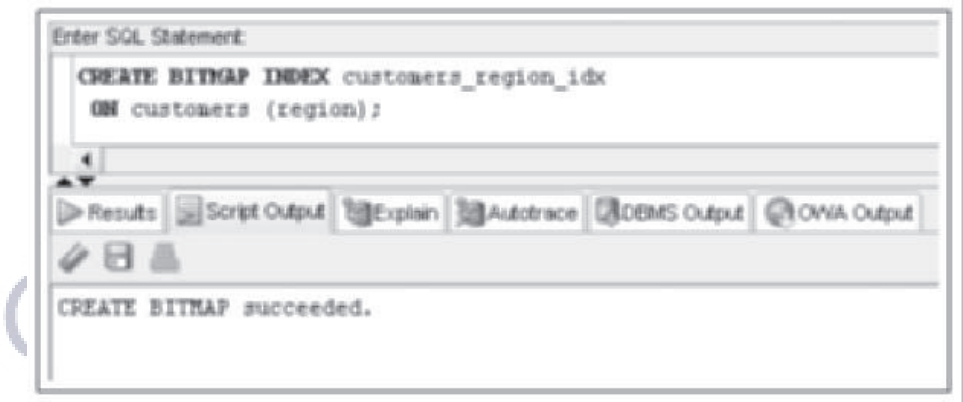 Enter SQL Statement:
CREATE BITMAP INDEX customers_region_idx
ON customers (region);
Results Script Output Explain Autotrace DBMS Output OWA Output
CREATE BITMAP succeeded.